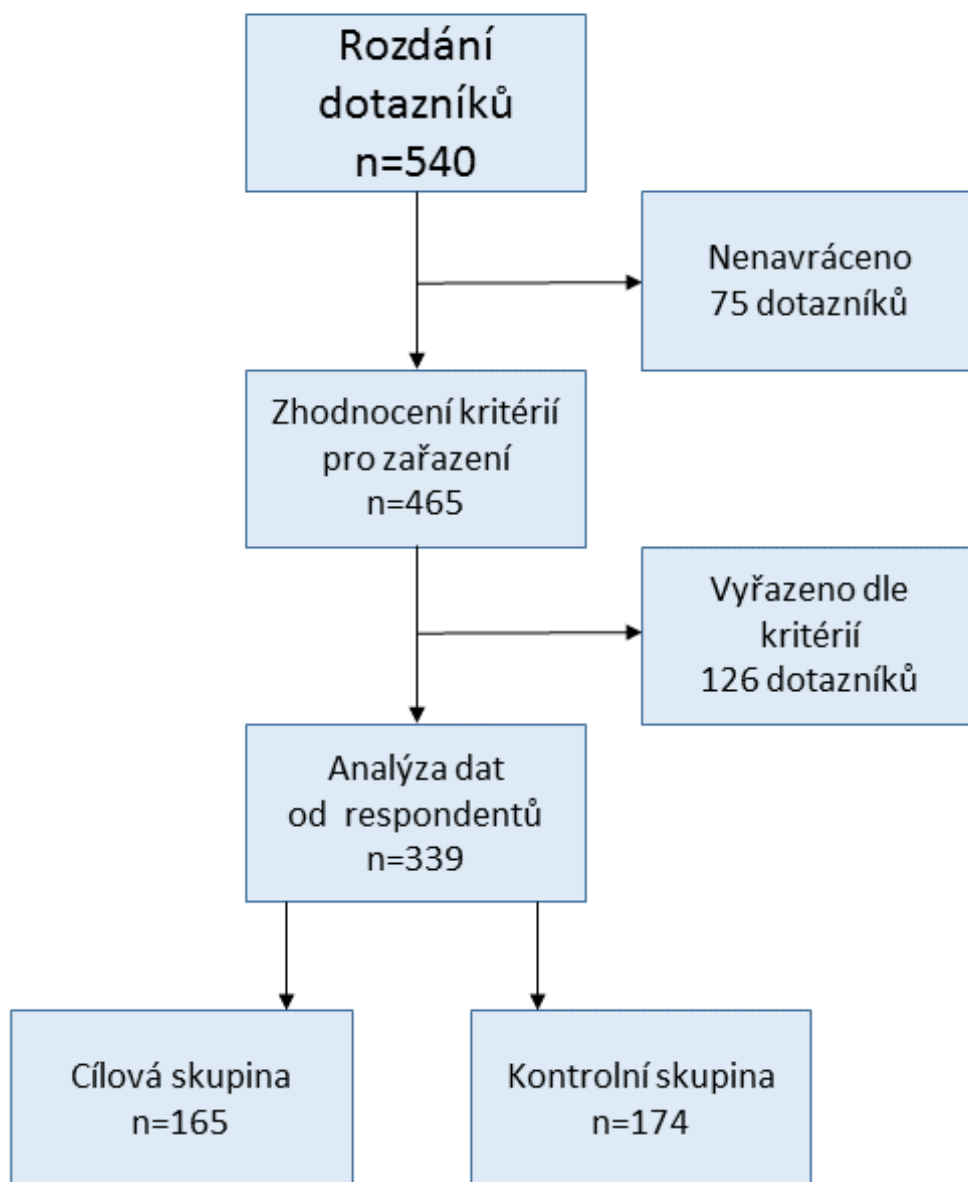 Rozdání
dotazníků
n=540
Nenavráceno
75 dotazníků
Zhodnocení kritérií
pro zařazení
n=465
Vyřazeno dle
kritérií
126 dotazníků
Analýza dat
od respondentů
n=339
Cílová skupina
n=165
Kontrolní skupina
n=174